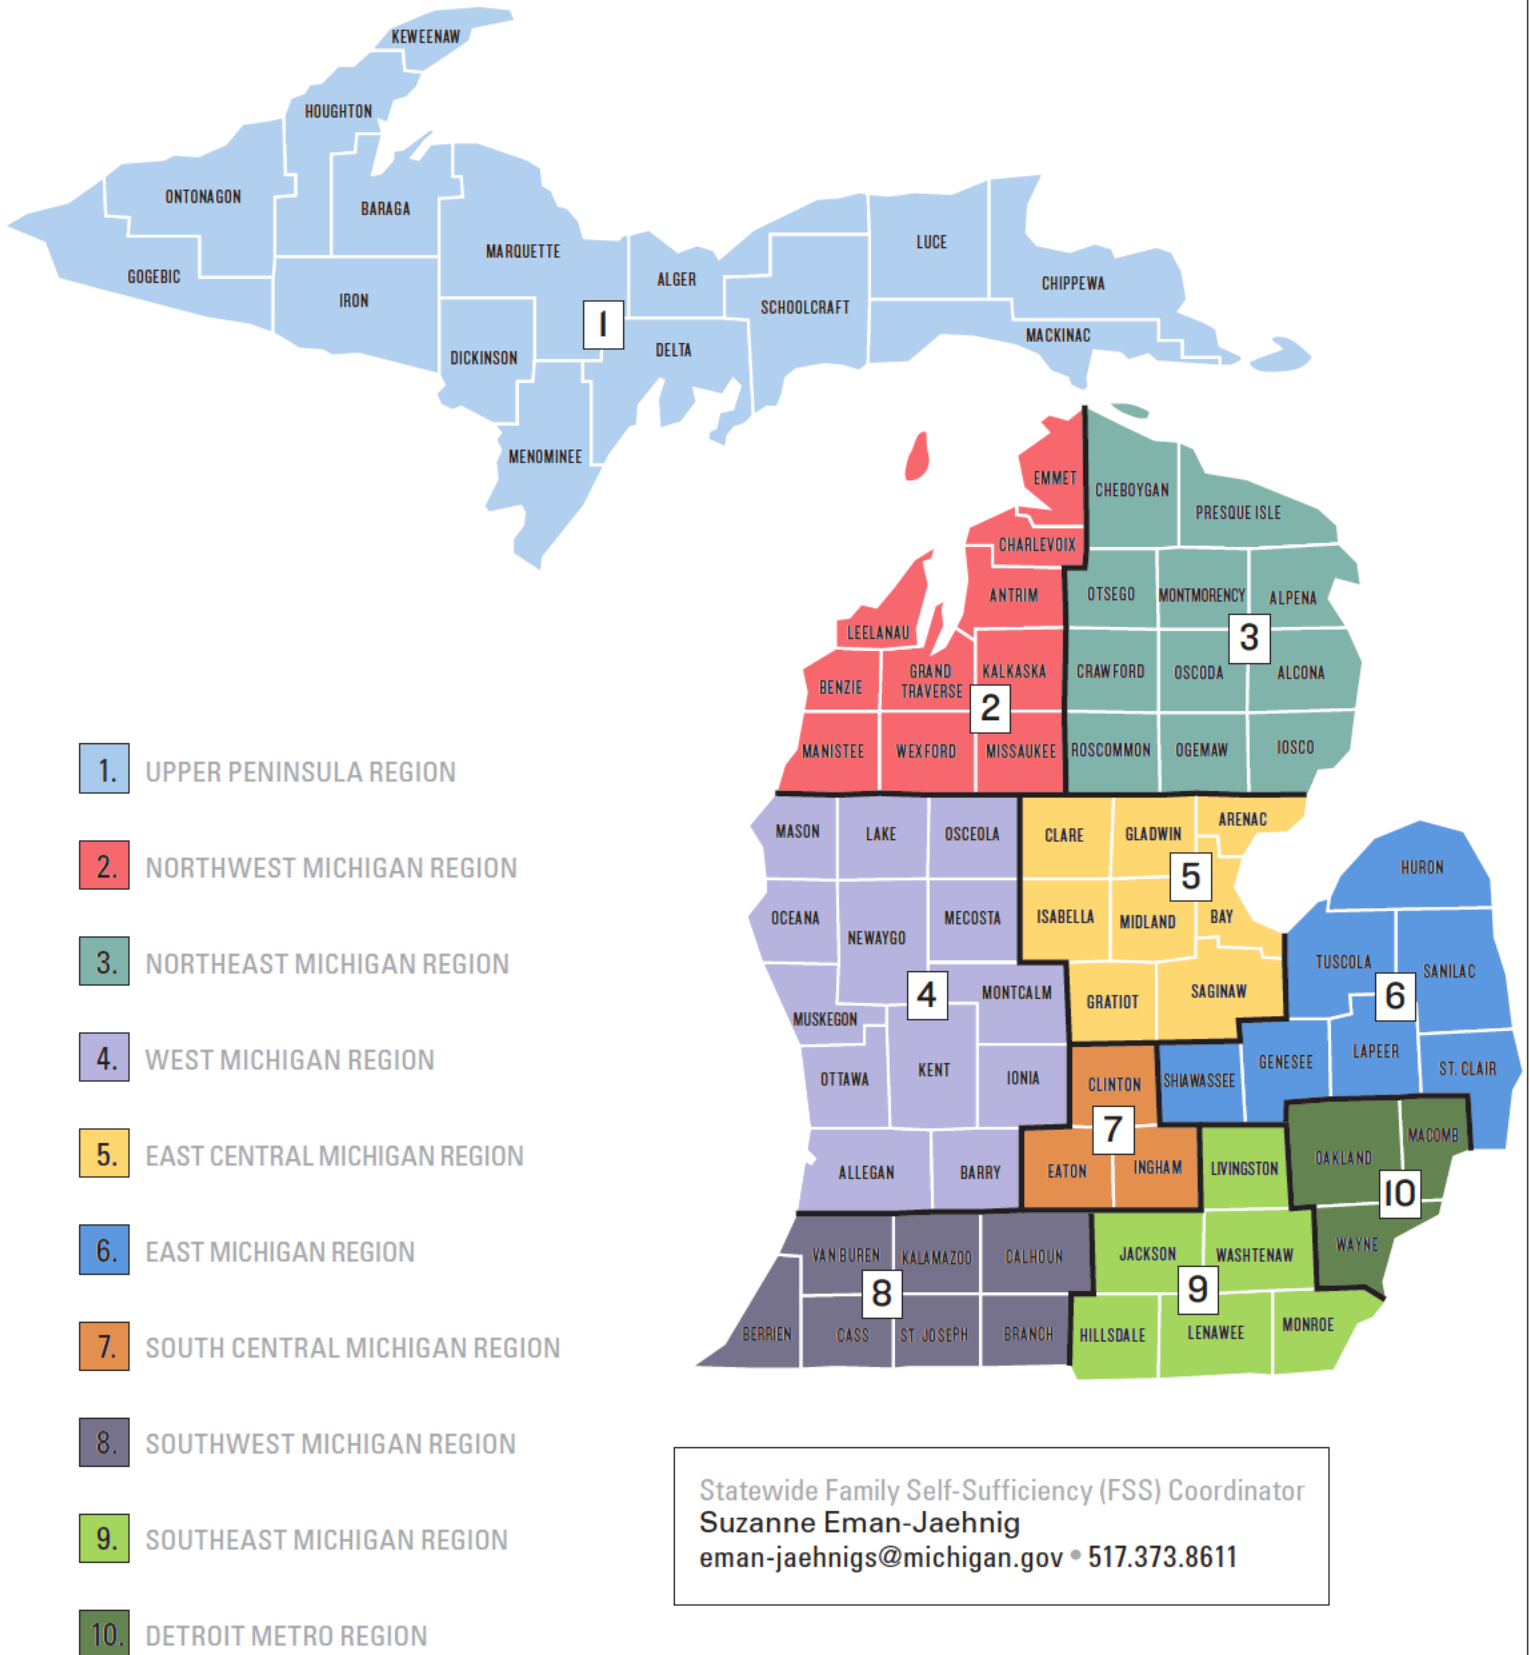 KEWEENAW
HOUGHTON
ONTONAGON
BARAGA
MARQUETTE
LUCE
GOGEBIC
ALGER
CHIPPEWA
IRON
SCHOOLCRAFT
1
MACKINAC
DICKINSON
DELTA
MENOMINEE
EMMET
CHEBOYGAN
PRESQUE ISLE
CHARLEVOIX
ANTRIM
OTSEGO
MONTMORENCY
ALPENA
LEELANAU
3
BENZIE
GRAND
TRAVERSE
KALKASKA
CRAWFORD
OSCODA
ALCONA
2
MANISTEE
WEXFORD
MISSAUKEE
ROSCOMMON
OGEMAW
IOSCO
MASON
LAKE
OSCEOLA
CLARE
GLADWIN
ARENAC
5
HURON
OCEANA
NEWAYGO
MECOSTA
ISABELLA
MIDLAND
BAY
TUSCOLA
SANILAC
4
MONTCALM
GRATIOT
SAGINAW
6
MUSKEGON
OTTAWA
KENT
IONIA
CLINTON
SHIAWASSEE
GENESEE
LAPEER
ST. CLAIR
7
ALLEGAN
BARRY
EATON
INGHAM
LIVINGSTON
OAKLAND
MACOMB
10
WAYNE
VAN BUREN
KALAMAZOO
CALHOUN
JACKSON
WASHTENAW
8
9
BERRIEN
CASS
ST. JOSEPH
BRANCH
HILLSDALE
LENAWEE
MONROE
1. UPPER PENINSULA REGION
2. NORTHWEST MICHIGAN REGION
3. NORTHEAST MICHIGAN REGION
4. WEST MICHIGAN REGION
5. EAST CENTRAL MICHIGAN REGION
6. EAST MICHIGAN REGION
7. SOUTH CENTRAL MICHIGAN REGION
8. SOUTHWEST MICHIGAN REGION
9. SOUTHEAST MICHIGAN REGION
10. DETROIT METRO REGION
Statewide Family Self-Sufficiency (FSS) Coordinator
Suzanne Eman-Jaehnig
eman-jaehnigs@michigan.gov • 517.373.8611